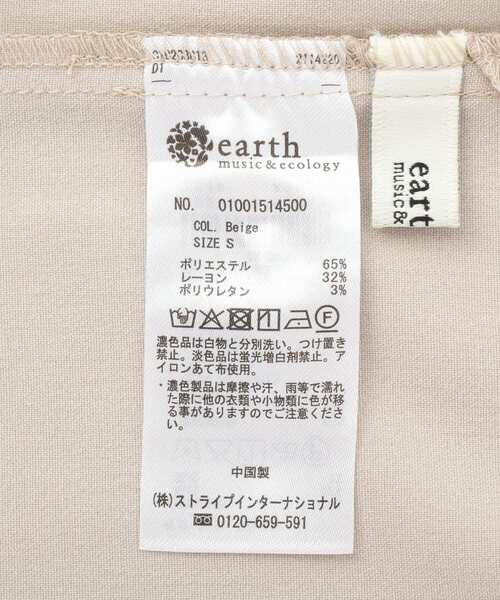 2114220
D1
earth
music&ecology
NO. 01001514500
COL. Beige
SIZE S
ポリエステル 65%
レーヨン 32%
ポリウレタン 3%
濃色品は白物と分別洗い。つけ置き
禁止。淡色品は蛍光増白剤禁止。ア
イロンあて布使用。
・濃色製品は摩擦や汗、雨等で濡れ
た際に他の衣類や小物類に色が移
る事がありますのでご注意くださ
い。
中国製
(株)ストライプインターナショナル
0120-659-591
eart
music&